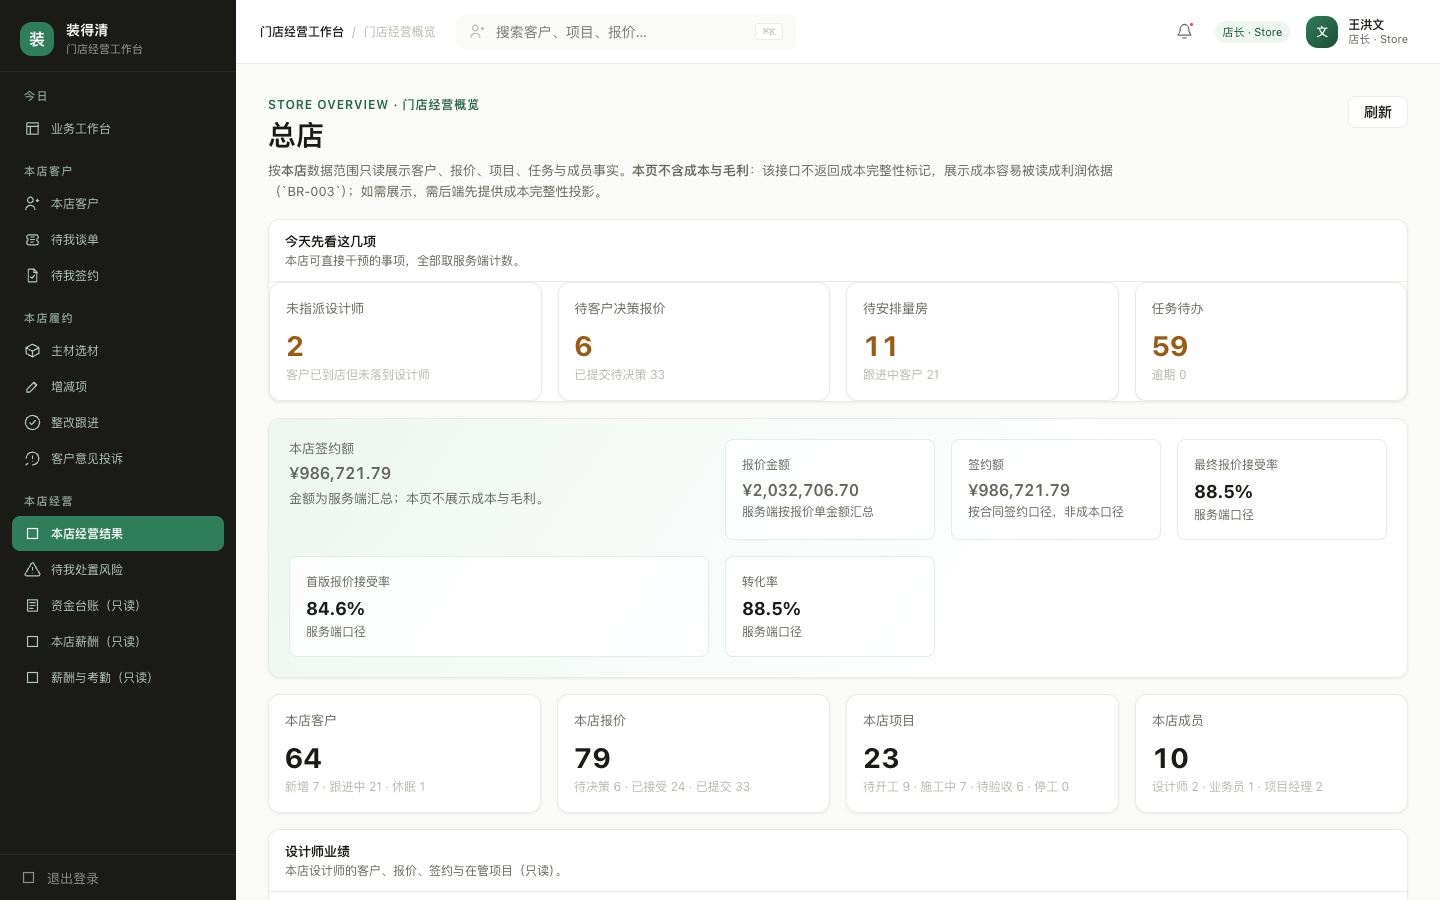 装
装得清
门店经营工作台
今日
业务工作台
本店客户
本店客户
待我谈单
待我签约
本店履约
主材选材
增减项
整改跟进
客户意见投诉
本店经营
本店经营结果
待我处置风险
资金台账（只读）
本店薪酬（只读）
薪酬与考勤（只读）
退出登录
门店经营工作台 / 门店经营概览
搜索客户、项目、报价...
⌘K
店长 · Store
文
王洪文
店长 · Store
STORE OVERVIEW · 门店经营概览
总店
刷新
按本店数据范围只读展示客户、报价、项目、任务与成员事实。本页不含成本与毛利：该接口不返回成本完整性标记，展示成本容易被读成利润依据
（`BR-003`）；如需展示，需后端先提供成本完整性投影。
今天先看这几项
本店可直接干预的事项，全部取服务端计数。
未指派设计师
2
客户已到店但未落到设计师
待客户决策报价
6
已提交待决策 33
待安排量房
11
跟进中客户 21
任务待办
59
逾期 0
本店签约额
¥986,721.79
金额为服务端汇总；本页不展示成本与毛利。
报价金额
¥2,032,706.70
服务端按报价单金额汇总
签约额
¥986,721.79
按合同签约口径，非成本口径
最终报价接受率
88.5%
服务端口径
首版报价接受率
84.6%
服务端口径
转化率
88.5%
服务端口径
本店客户
64
新增 7 · 跟进中 21 · 休眠 1
本店报价
79
待决策 6 · 已接受 24 · 已提交 33
本店项目
23
待开工 9 · 施工中 7 · 待验收 6 · 停工 0
本店成员
10
设计师 2 · 业务员 1 · 项目经理 2
设计师业绩
本店设计师的客户、报价、签约与在管项目（只读）。